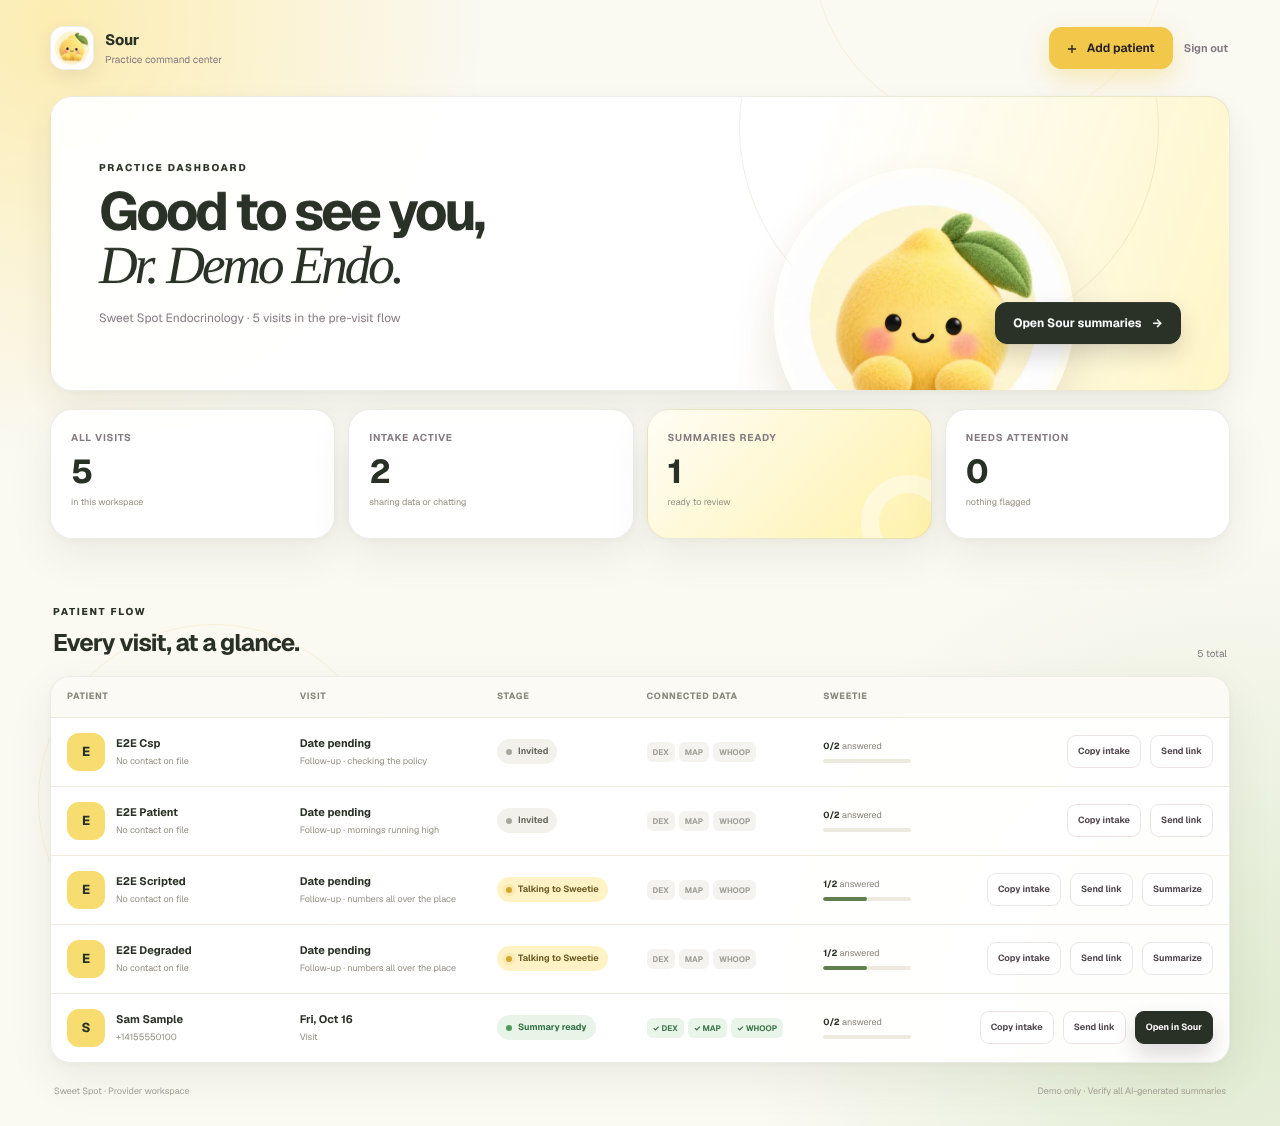 Sour
Practice command center
+ Add patient
Sign out
PRACTICE DASHBOARD
Good to see you,
Dr. Demo Endo.
Sweet Spot Endocrinology · 5 visits in the pre-visit flow
Open Sour summaries →
ALL VISITS
5
in this workspace
INTAKE ACTIVE
2
sharing data or chatting
SUMMARIES READY
1
ready to review
NEEDS ATTENTION
0
nothing flagged
PATIENT FLOW
Every visit, at a glance.
5 total
PATIENT VISIT STAGE CONNECTED DATA SWEETIE
E E2E Csp
No contact on file
Date pending
Follow-up · checking the policy
Invited
DEX MAP WHOOP
0/2 answered
Copy intake Send link
E E2E Patient
No contact on file
Date pending
Follow-up · mornings running high
Invited
DEX MAP WHOOP
0/2 answered
Copy intake Send link
E E2E Scripted
No contact on file
Date pending
Follow-up · numbers all over the place
Talking to Sweetie
DEX MAP WHOOP
1/2 answered
Copy intake Send link Summarize
E E2E Degraded
No contact on file
Date pending
Follow-up · numbers all over the place
Talking to Sweetie
DEX MAP WHOOP
1/2 answered
Copy intake Send link Summarize
S Sam Sample
+14155550100
Fri, Oct 16
Visit
Summary ready
✓ DEX ✓ MAP ✓ WHOOP
0/2 answered
Copy intake Send link Open in Sour
Sweet Spot · Provider workspace
Demo only · Verify all AI-generated summaries